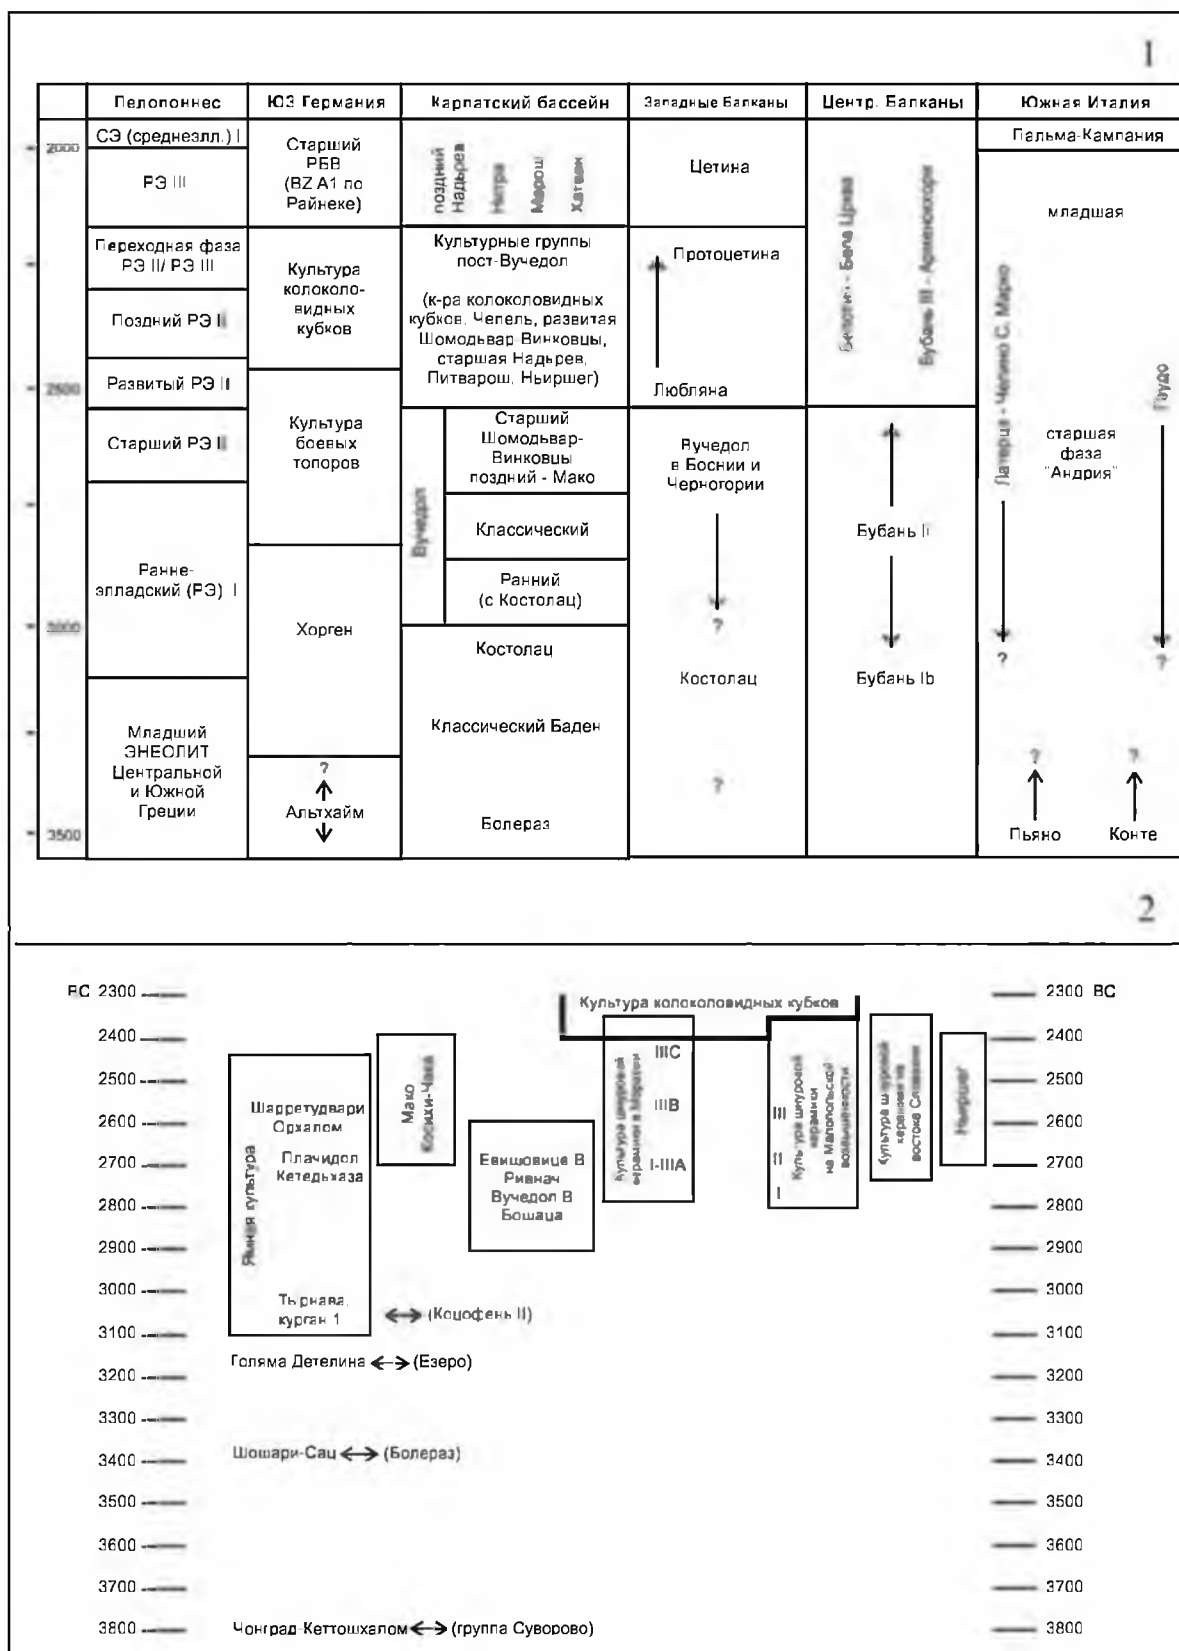 1
Пелопоннес
ЮЗ Германия
Карпатский бассейн
Западные Балканы
Центр. Балканы
Южная Италия
2000
2500
3000
3500
СЭ (среднеэлл.) I
РЭ III
Переходная фаза
РЭ II/ РЭ III
Поздний РЭ II
Развитый РЭ II
Старший РЭ II
Ранне-
элладский (РЭ) I
Младший
ЭНЕОЛИТ
Центральной
и Южной
Греции
Старший
РБВ
(BZ A1 по
Райнеке)
Культура
колоколо-
видных
кубков
Культура
боевых
топоров
Хорген
?
Альтхайм
поздний
Надьрев
Нитра
Марош
Хатван
Культурные группы
пост-Вучедол
(к-ра колоколовидных
кубков, Чепель, развитая
Шомодьвар-Винковцы,
старшая Надьрев,
Питварош, Ньиршег)
Вучедол
Старший
Шомодьвар-
Винковцы
поздний - Мако
Классический
Ранний
(с Костолац)
Костолац
Классический Баден
Болераз
Цетина
Протоцетина
Любляна
Вучедол
в Боснии и
Черногории
?
Костолац
?
Белотич - Бела Црква
Бубань III - Арменохори
Бубань II
Бубань Ib
Пальма-Кампания
младшая
Латерца - Челино С. Марко
старшая
фаза
"Андрия"
Гаудо
?
?
?
?
Пьяно
Конте
2
BC 2300
2400
2500
2600
2700
2800
2900
3000
3100
3200
3300
3400
3500
3600
3700
3800
Ямная культура
Шарретудвари
Орхалом
Плачидол
Кетедьхаза
Тырнава,
курган 1
(Коцофень II)
Голяма Детелина
(Езеро)
Шошари-Сац
(Болераз)
Чонград-Кеттошхалом
(группа Суворово)
Мако
Косихи-Чака
Евишовице В
Ривнач
Вучедол В
Бошаца
Культура колоколовидных кубков
Культура шнуровой
керамики в Моравии
IIIC
IIIB
I-IIIA
III
II
I
Культура шнуровой
керамики
на Малопольской
возвышенности
Культура шнуровой
керамики на
востоке Словакии
Ньиршег
2300 BC
2400
2500
2600
2700
2800
2900
3000
3100
3200
3300
3400
3500
3600
3700
3800